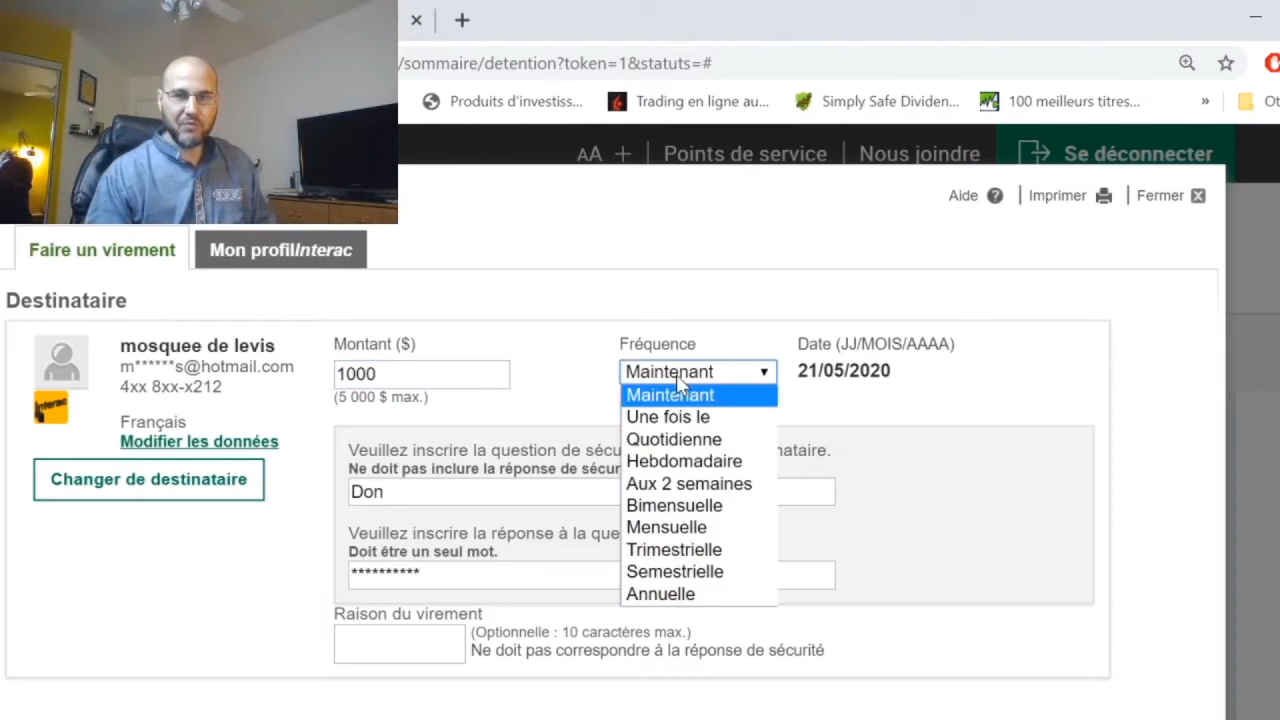 /sommaire/detention?token=1&statuts=#
Produits d'investiss...
Trading en ligne au...
Simply Safe Dividen...
100 meilleurs titres...
»
Ot
AA + | Points de service | Nous joindre
Se déconnecter
Aide ? | Imprimer | Fermer
Faire un virement
Mon profil Interac
Destinataire
mosquee de levis
m******s@hotmail.com
4xx 8xx-x212
Interac
Français
Modifier les données
Changer de destinataire
Montant ($)
1000
(5 000 $ max.)
Fréquence
Maintenant
Maintenant
Une fois le
Quotidienne
Hebdomadaire
Aux 2 semaines
Bimensuelle
Mensuelle
Trimestrielle
Semestrielle
Annuelle
Date (JJ/MOIS/AAAA)
21/05/2020
Veuillez inscrire la question de sécu
nataire.
Ne doit pas inclure la réponse de sécur
Don
Veuillez inscrire la réponse à la que
Doit être un seul mot.
**********
Raison du virement
(Optionnelle : 10 caractères max.)
Ne doit pas correspondre à la réponse de sécurité